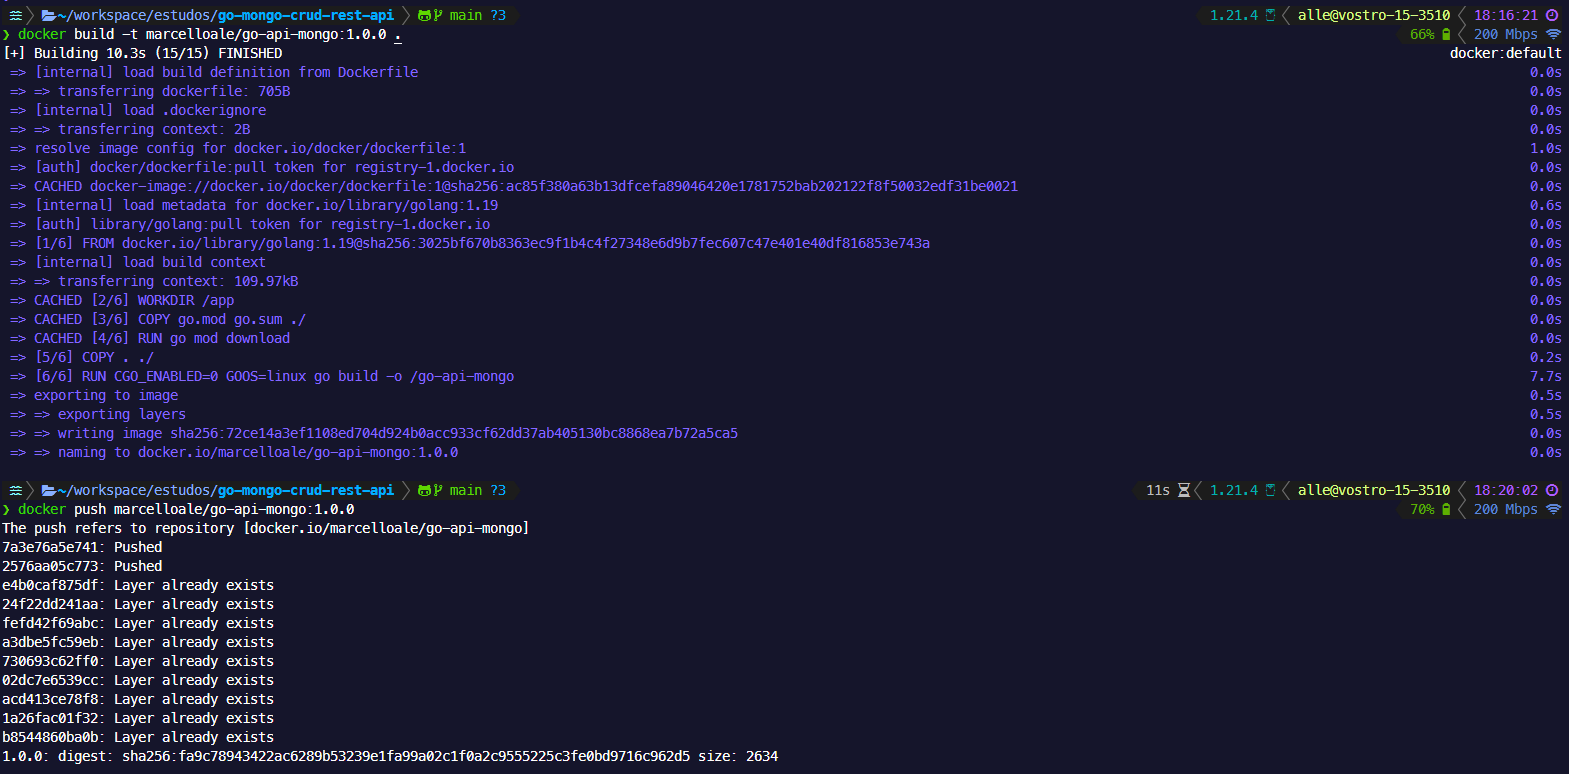 ~/workspace/estudos/go-mongo-crud-rest-api main ?3 1.21.4 alle@vostro-15-3510 18:16:21
❯ docker build -t marcelloale/go-api-mongo:1.0.0 . 66% 200 Mbps
[+] Building 10.3s (15/15) FINISHED docker:default
=> [internal] load build definition from Dockerfile 0.0s
=> => transferring dockerfile: 705B 0.0s
=> [internal] load .dockerignore 0.0s
=> => transferring context: 2B 0.0s
=> resolve image config for docker.io/docker/dockerfile:1 1.0s
=> [auth] docker/dockerfile:pull token for registry-1.docker.io 0.0s
=> CACHED docker-image://docker.io/docker/dockerfile:1@sha256:ac85f380a63b13dfcefa89046420e1781752bab202122f8f50032edf31be0021 0.0s
=> [internal] load metadata for docker.io/library/golang:1.19 0.6s
=> [auth] library/golang:pull token for registry-1.docker.io 0.0s
=> [1/6] FROM docker.io/library/golang:1.19@sha256:3025bf670b8363ec9f1b4c4f27348e6d9b7fec607c47e401e40df816853e743a 0.0s
=> [internal] load build context 0.0s
=> => transferring context: 109.97kB 0.0s
=> CACHED [2/6] WORKDIR /app 0.0s
=> CACHED [3/6] COPY go.mod go.sum ./ 0.0s
=> CACHED [4/6] RUN go mod download 0.0s
=> [5/6] COPY . ./ 0.2s
=> [6/6] RUN CGO_ENABLED=0 GOOS=linux go build -o /go-api-mongo 7.7s
=> exporting to image 0.5s
=> => exporting layers 0.5s
=> => writing image sha256:72ce14a3ef1108ed704d924b0acc933cf62dd37ab405130bc8868ea7b72a5ca5 0.0s
=> => naming to docker.io/marcelloale/go-api-mongo:1.0.0 0.0s
~/workspace/estudos/go-mongo-crud-rest-api main ?3 11s 1.21.4 alle@vostro-15-3510 18:20:02
❯ docker push marcelloale/go-api-mongo:1.0.0 70% 200 Mbps
The push refers to repository [docker.io/marcelloale/go-api-mongo]
7a3e76a5e741: Pushed
2576aa05c773: Pushed
e4b0caf875df: Layer already exists
24f22dd241aa: Layer already exists
fefd42f69abc: Layer already exists
a3dbe5fc59eb: Layer already exists
730693c62ff0: Layer already exists
02dc7e6539cc: Layer already exists
acd413ce78f8: Layer already exists
1a26fac01f32: Layer already exists
b8544860ba0b: Layer already exists
1.0.0: digest: sha256:fa9c78943422ac6289b53239e1fa99a02c1f0a2c9555225c3fe0bd9716c962d5 size: 2634